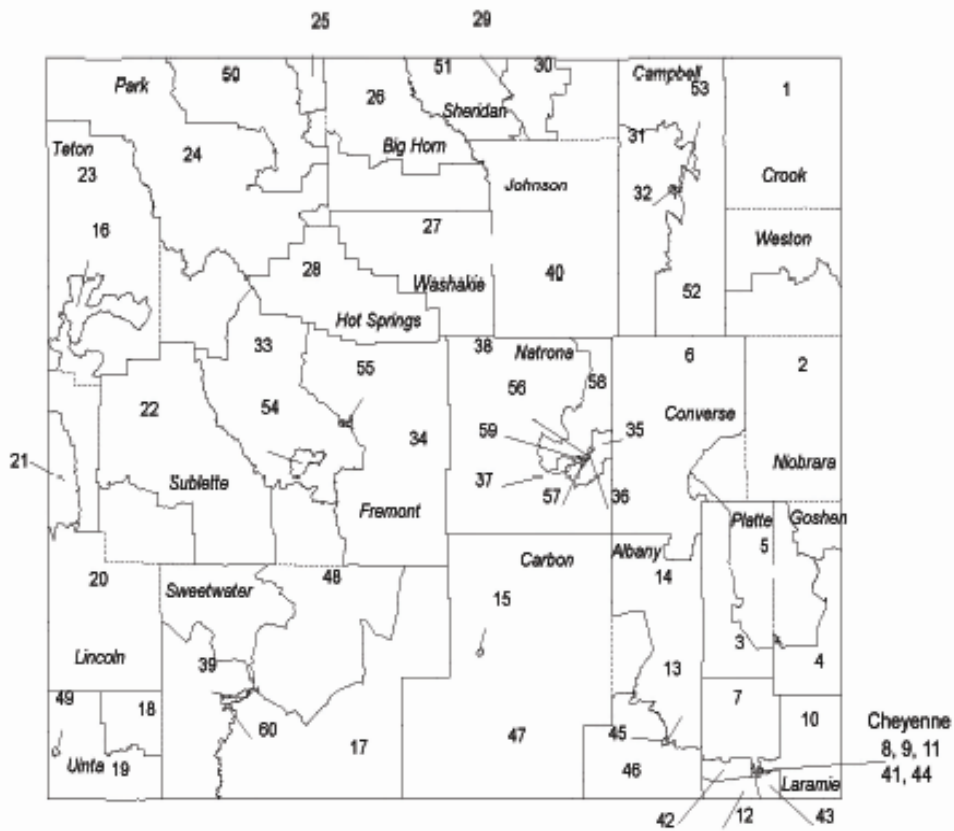 25 29
50 51 30 Campbell
Park 53 1
26
Sheridan
24 Big Horn 31
Teton
23 Johnson 32 Crook
16 27 Weston
28 40
Washakie 52
Hot Springs
33 38 Natrona 6 2
55 56 58
22 54 Converse
34 59 35
21 Niobrara
Sublette 37 57 36
Fremont Platte Goshen
5
20 48 Carbon Albany
Sweetwater 14
15
Lincoln 39 13 3 4
49 18 7
10
60 17 47 45 Cheyenne
Uinta 19 46 8, 9, 11
Laramie 41, 44
42 12 43